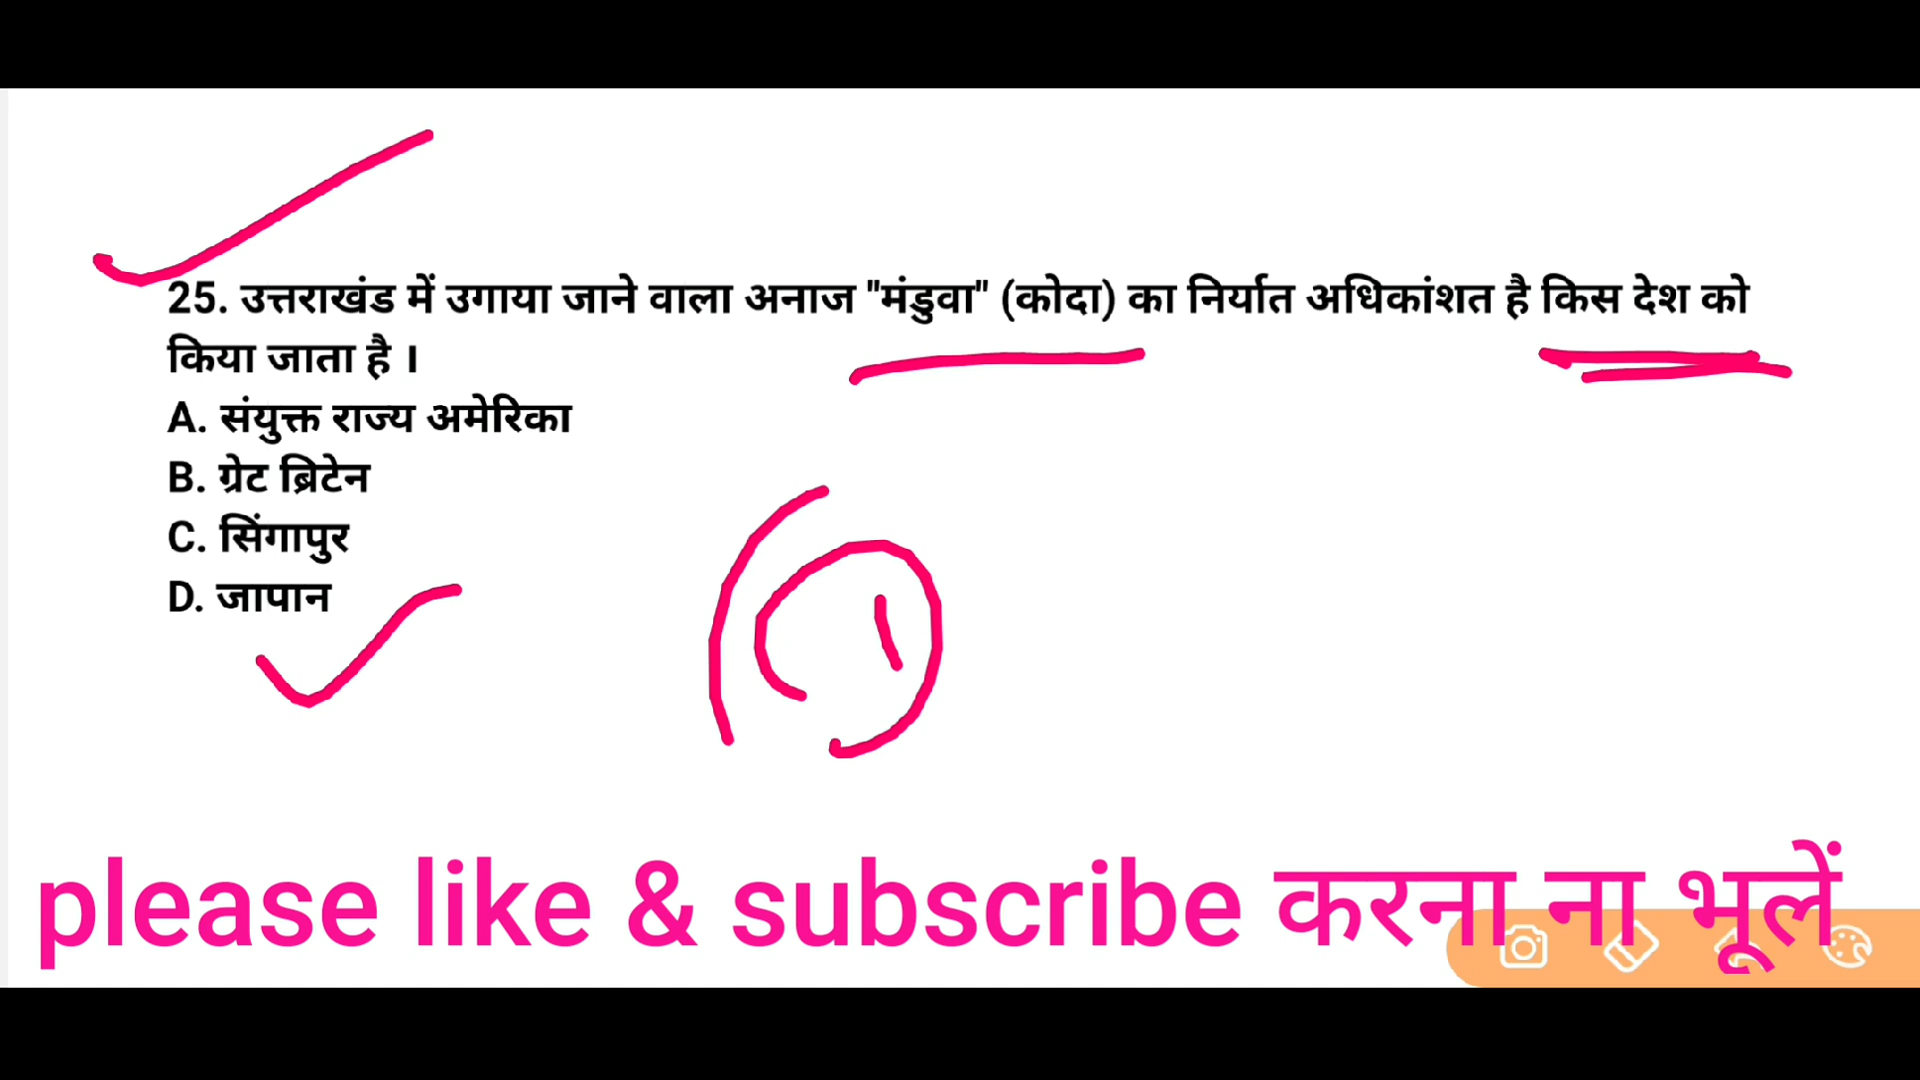 25. उत्तराखंड में उगाया जाने वाला अनाज "मंडुवा" (कोदा) का निर्यात अधिकांशत है किस देश को
किया जाता है ।
A. संयुक्त राज्य अमेरिका
B. ग्रेट ब्रिटेन
C. सिंगापुर
D. जापान
please like & subscribe करना ना भूलें